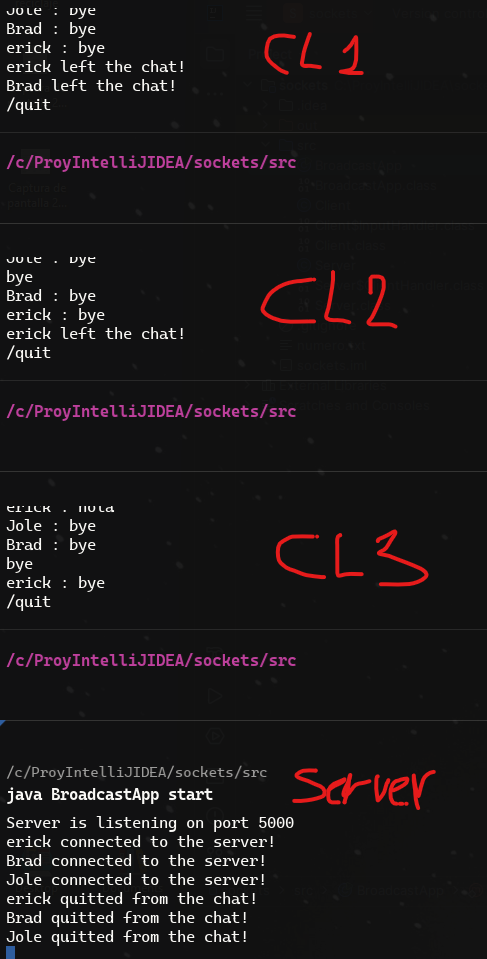 Jole : bye
Brad : bye
erick : bye
erick left the chat!
Brad left the chat!
/quit
CL1
/c/ProyIntelliJIDEA/sockets/src
Jole : bye
bye
Brad : bye
erick : bye
erick left the chat!
/quit
CL2
/c/ProyIntelliJIDEA/sockets/src
erick : hola
Jole : bye
Brad : bye
bye
erick : bye
/quit
CL3
/c/ProyIntelliJIDEA/sockets/src
/c/ProyIntelliJIDEA/sockets/src
Server
java BroadcastApp start
Server is listening on port 5000
erick connected to the server!
Brad connected to the server!
Jole connected to the server!
erick quitted from the chat!
Brad quitted from the chat!
Jole quitted from the chat!